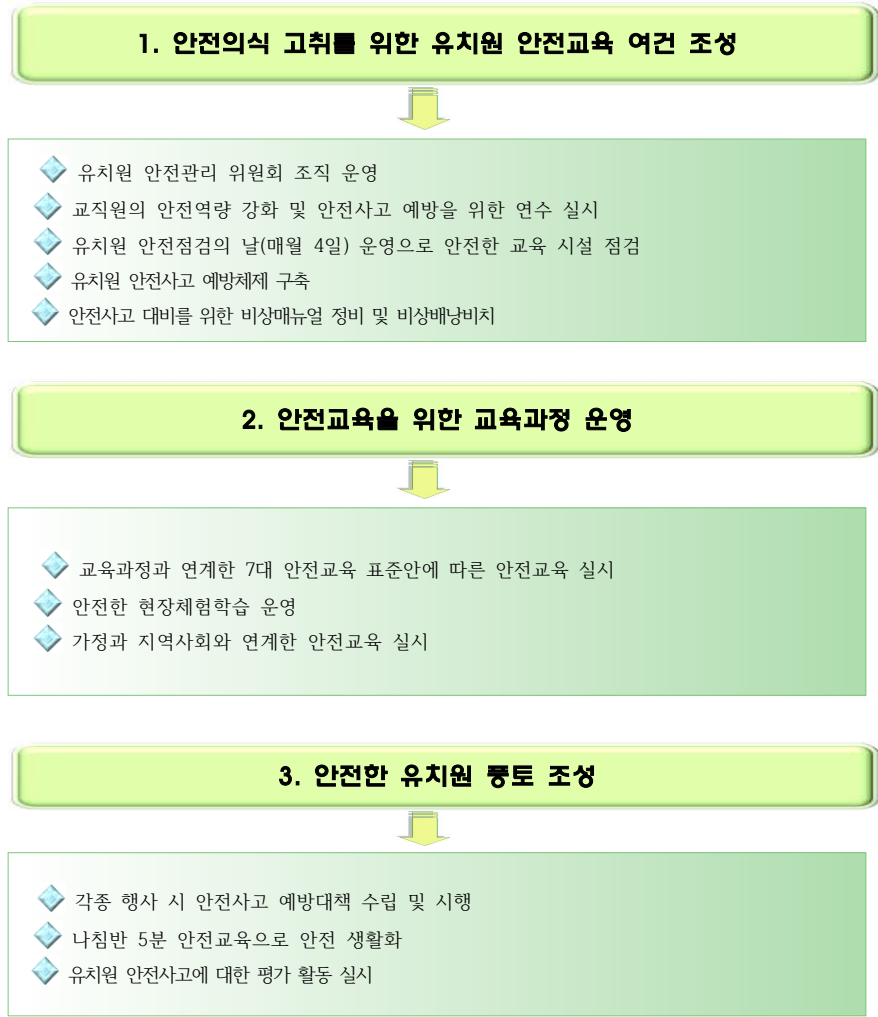 1. 안전의식 고취를 위한 유치원 안전교육 여건 조성
유치원 안전관리 위원회 조직 운영
교직원의 안전역량 강화 및 안전사고 예방을 위한 연수 실시
유치원 안전점검의 날(매월 4일) 운영으로 안전한 교육 시설 점검
유치원 안전사고 예방체제 구축
안전사고 대비를 위한 비상매뉴얼 정비 및 비상배낭비치
2. 안전교육을 위한 교육과정 운영
교육과정과 연계한 7대 안전교육 표준안에 따른 안전교육 실시
안전한 현장체험학습 운영
가정과 지역사회와 연계한 안전교육 실시
3. 안전한 유치원 풍토 조성
각종 행사 시 안전사고 예방대책 수립 및 시행
나침반 5분 안전교육으로 안전 생활화
유치원 안전사고에 대한 평가 활동 실시